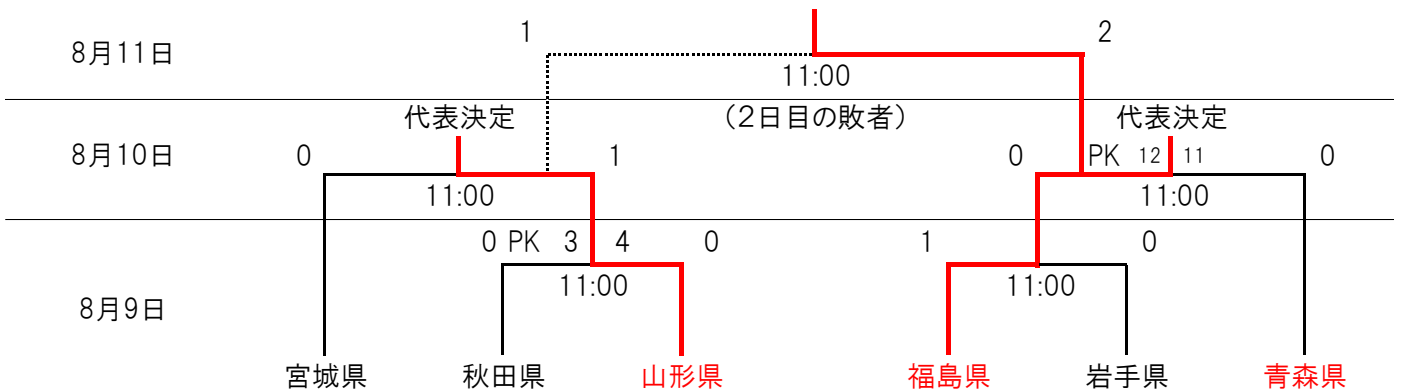 1 2
8月11日
11:00
代表決定 (2日目の敗者) 代表決定
8月10日 0 1 0 PK 12 11 0
11:00 11:00
0 PK 3 4 0 1 0
11:00 11:00
8月9日
宮城県 秋田県 山形県 福島県 岩手県 青森県